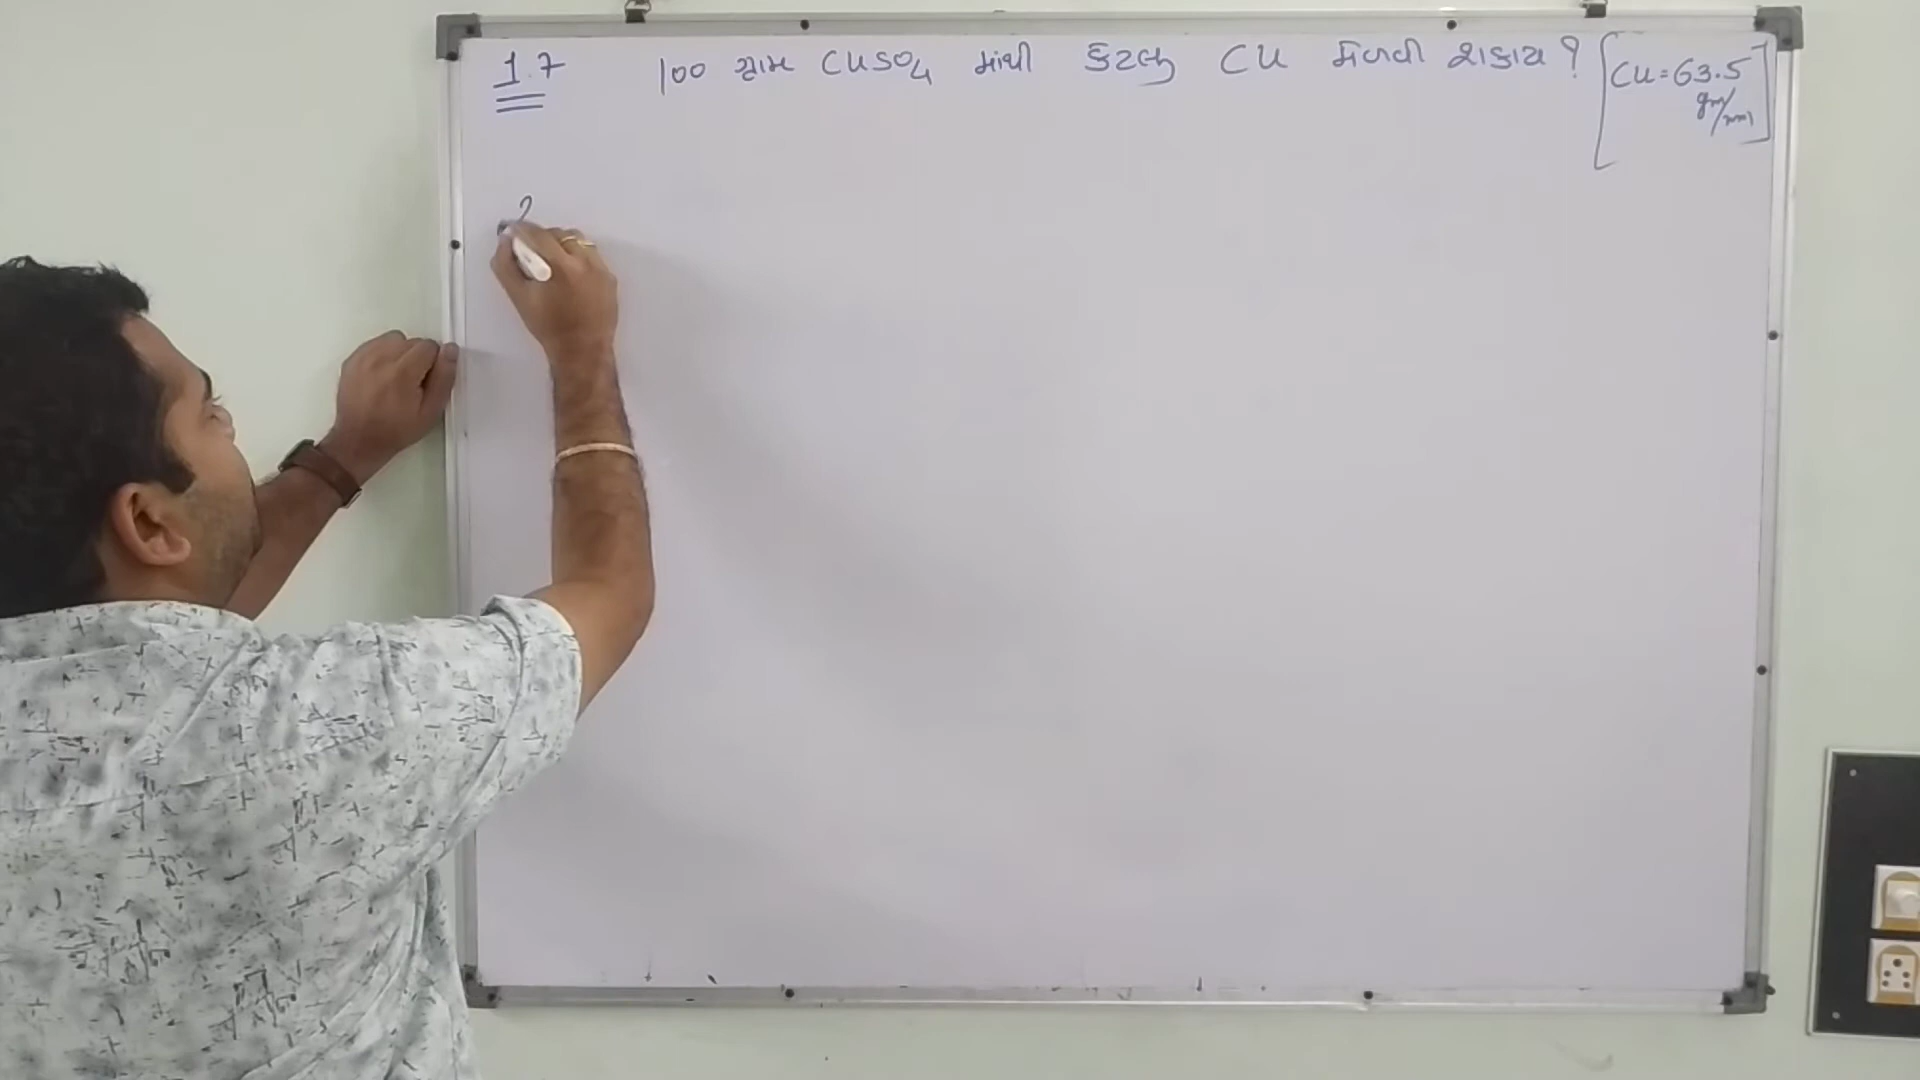 1.7 100 ગ્રામ CuSO4 માંથી કેટલું Cu મેળવી શકાય ? [Cu = 63.5
gm/mol]
?